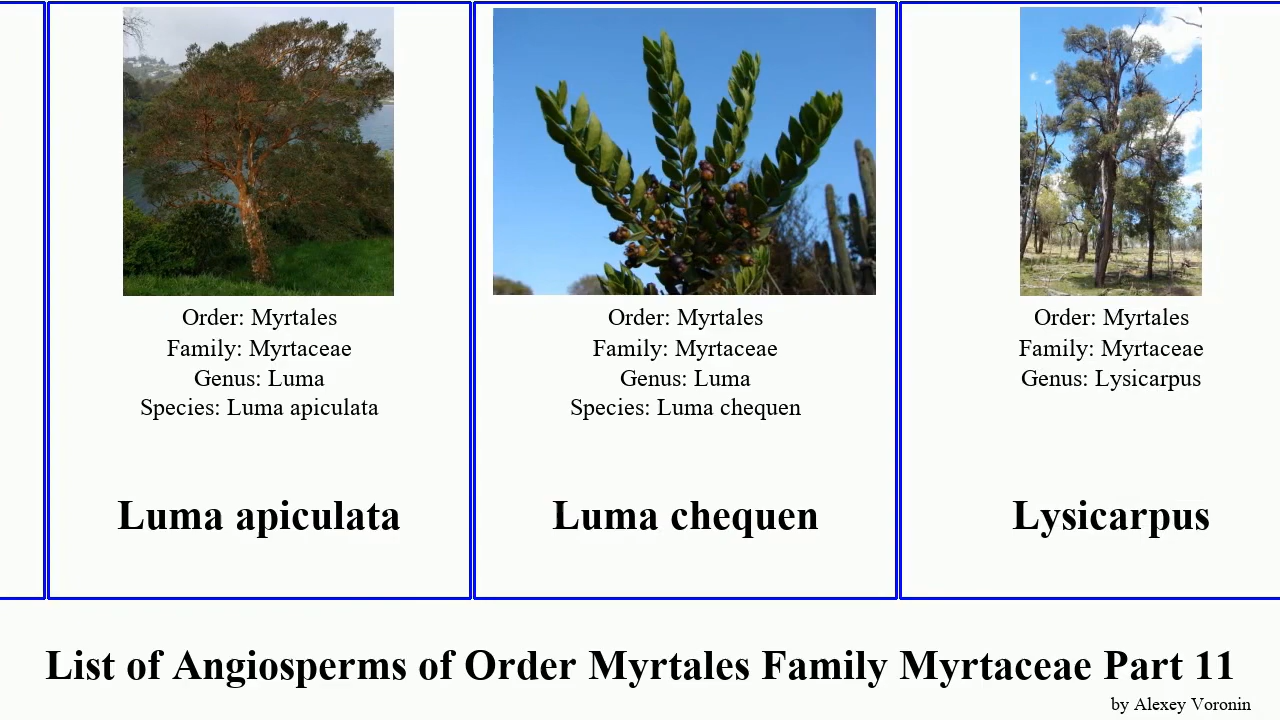 Order: Myrtales
Family: Myrtaceae
Genus: Luma
Species: Luma apiculata
Luma apiculata
Order: Myrtales
Family: Myrtaceae
Genus: Luma
Species: Luma chequen
Luma chequen
Order: Myrtales
Family: Myrtaceae
Genus: Lysicarpus
Lysicarpus
List of Angiosperms of Order Myrtales Family Myrtaceae Part 11
by Alexey Voronin